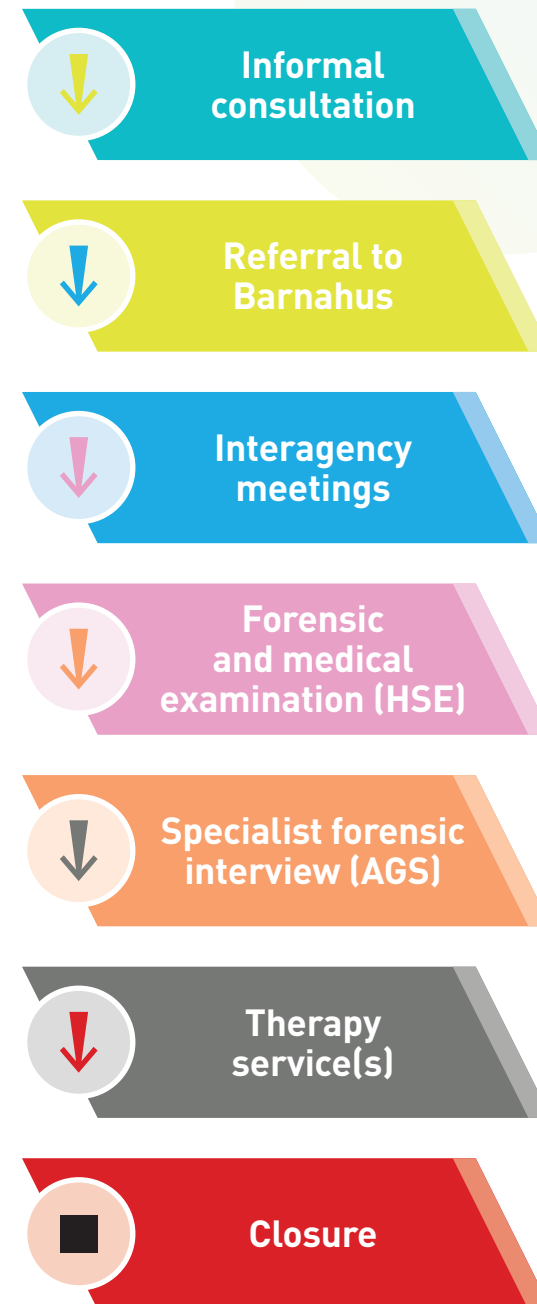 Informal
consultation
Referral to
Barnahus
Interagency
meetings
Forensic
and medical
examination (HSE)
Specialist forensic
interview (AGS)
Therapy
service(s)
Closure